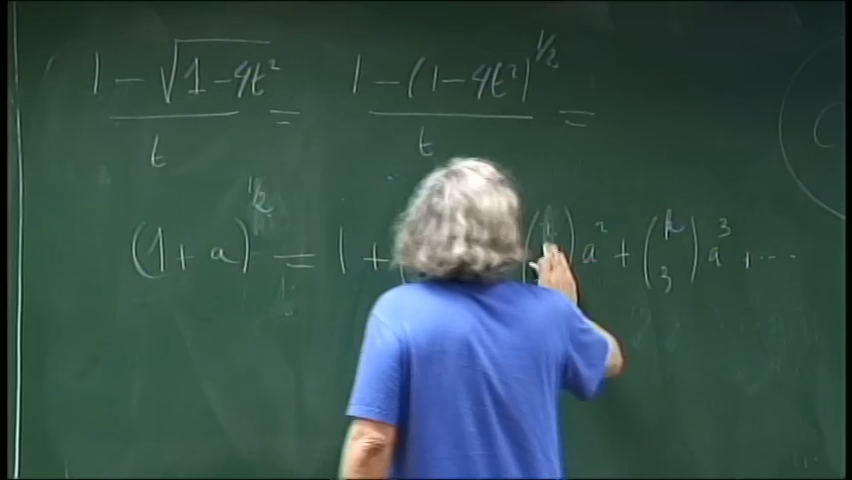 1 - √(1 - 4t²) / t = 1 - (1 - 4t²)^{1/2} / t =
(1 + a)^{1/2} = 1 + ( ) a² + (k 3) a³ + ...